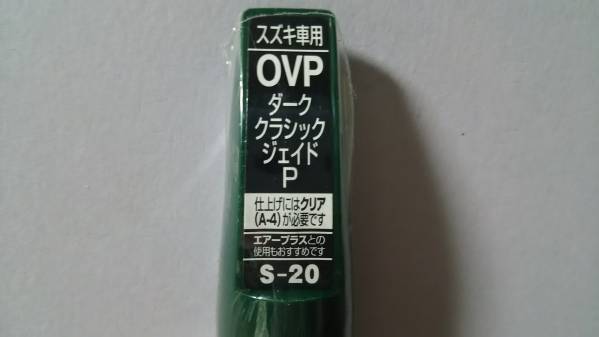 スズキ車用
OVP
ダーク
クラシック
ジェイド
P
仕上げにはクリア
(A-4)が必要です
エアープラスとの
使用もおすすめです
S-20